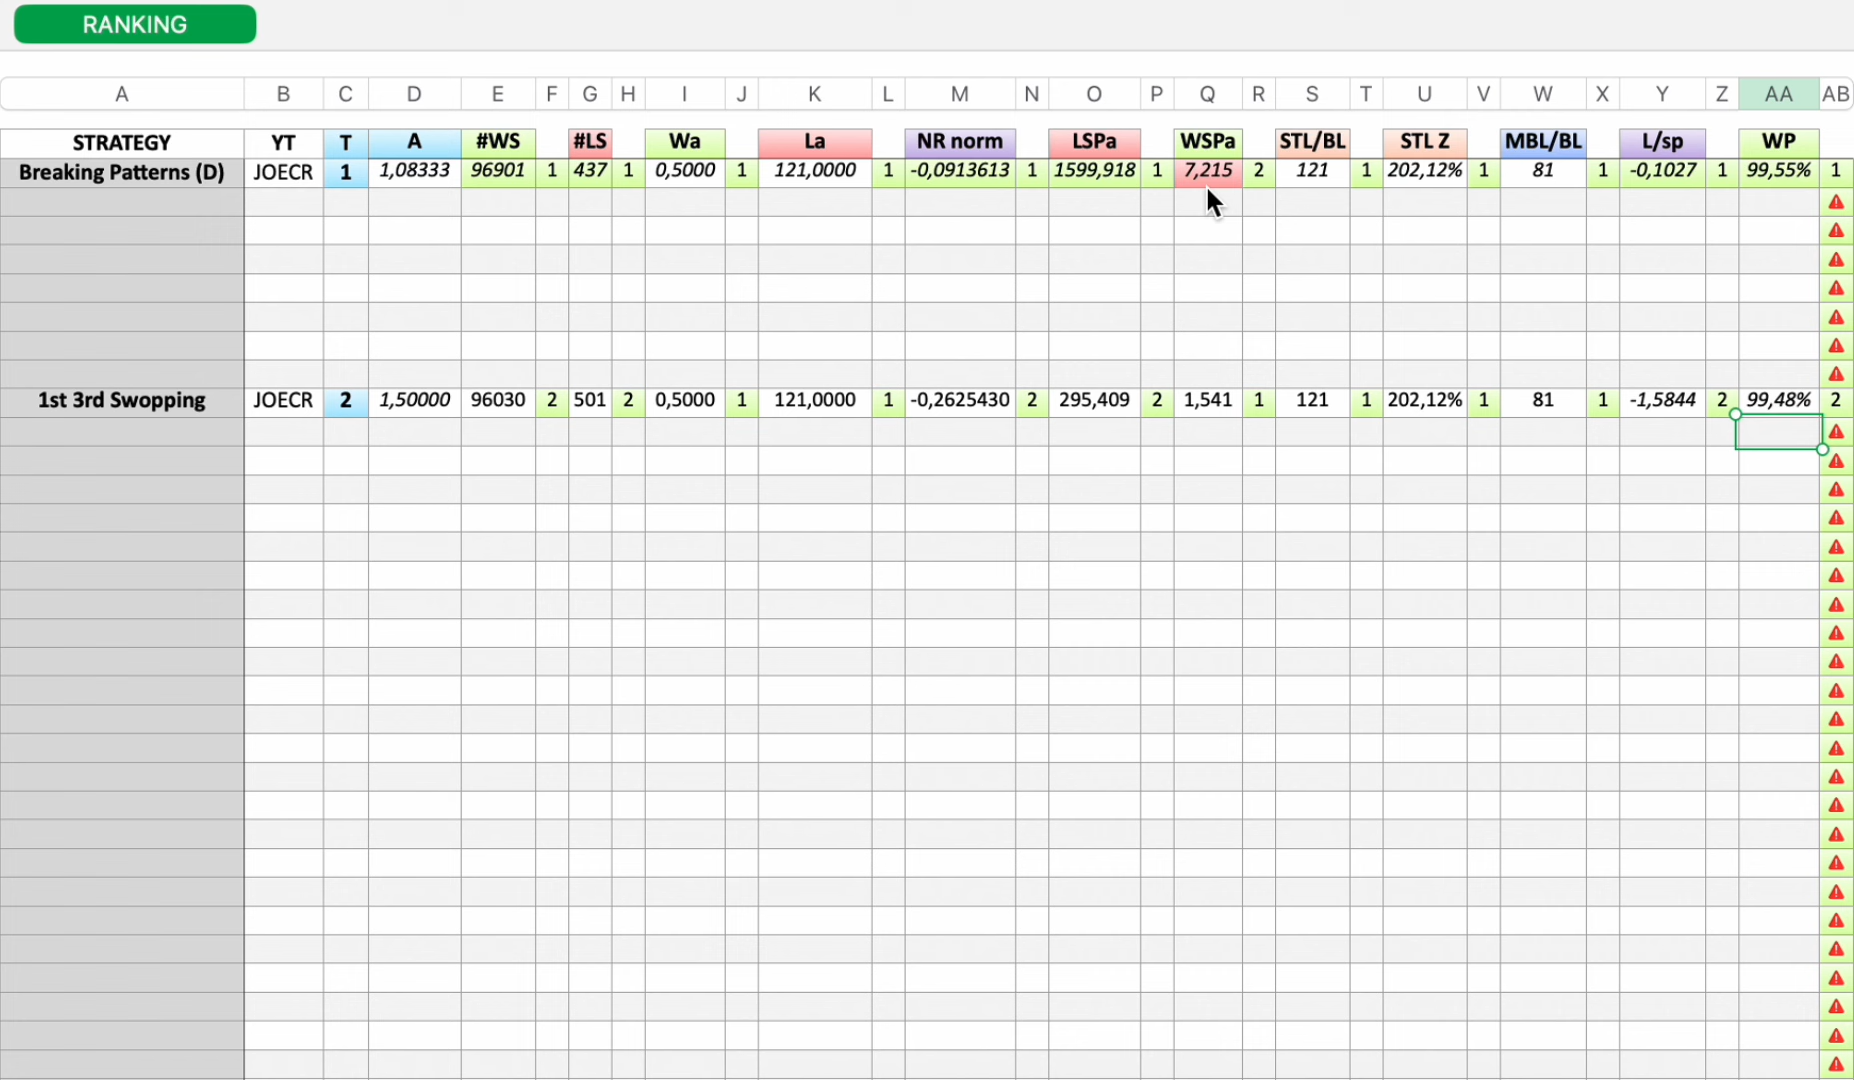 RANKING
A B C D E F G H I J K L M N O P Q R S T U V W X Y Z AA AB
STRATEGY YT T A #WS #LS Wa La NR norm LSPa WSPa STL/BL STL Z MBL/BL L/sp WP
Breaking Patterns (D) JOECR 1 1,08333 96901 1 437 1 0,5000 1 121,0000 1 -0,0913613 1 1599,918 1 7,215 2 121 1 202,12% 1 81 1 -0,1027 1 99,55% 1
1st 3rd Swopping JOECR 2 1,50000 96030 2 501 2 0,5000 1 121,0000 1 -0,2625430 2 295,409 2 1,541 1 121 1 202,12% 1 81 1 -1,5844 2 99,48% 2